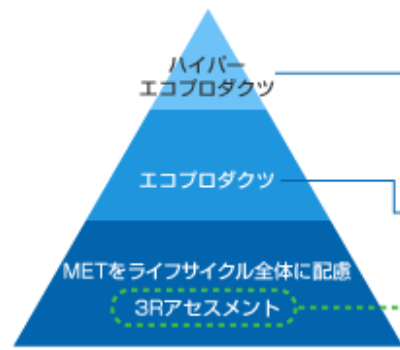 ハイパー
エコプロダクツ
エコプロダクツ
METをライフサイクル全体に配慮
3Rアセスメント